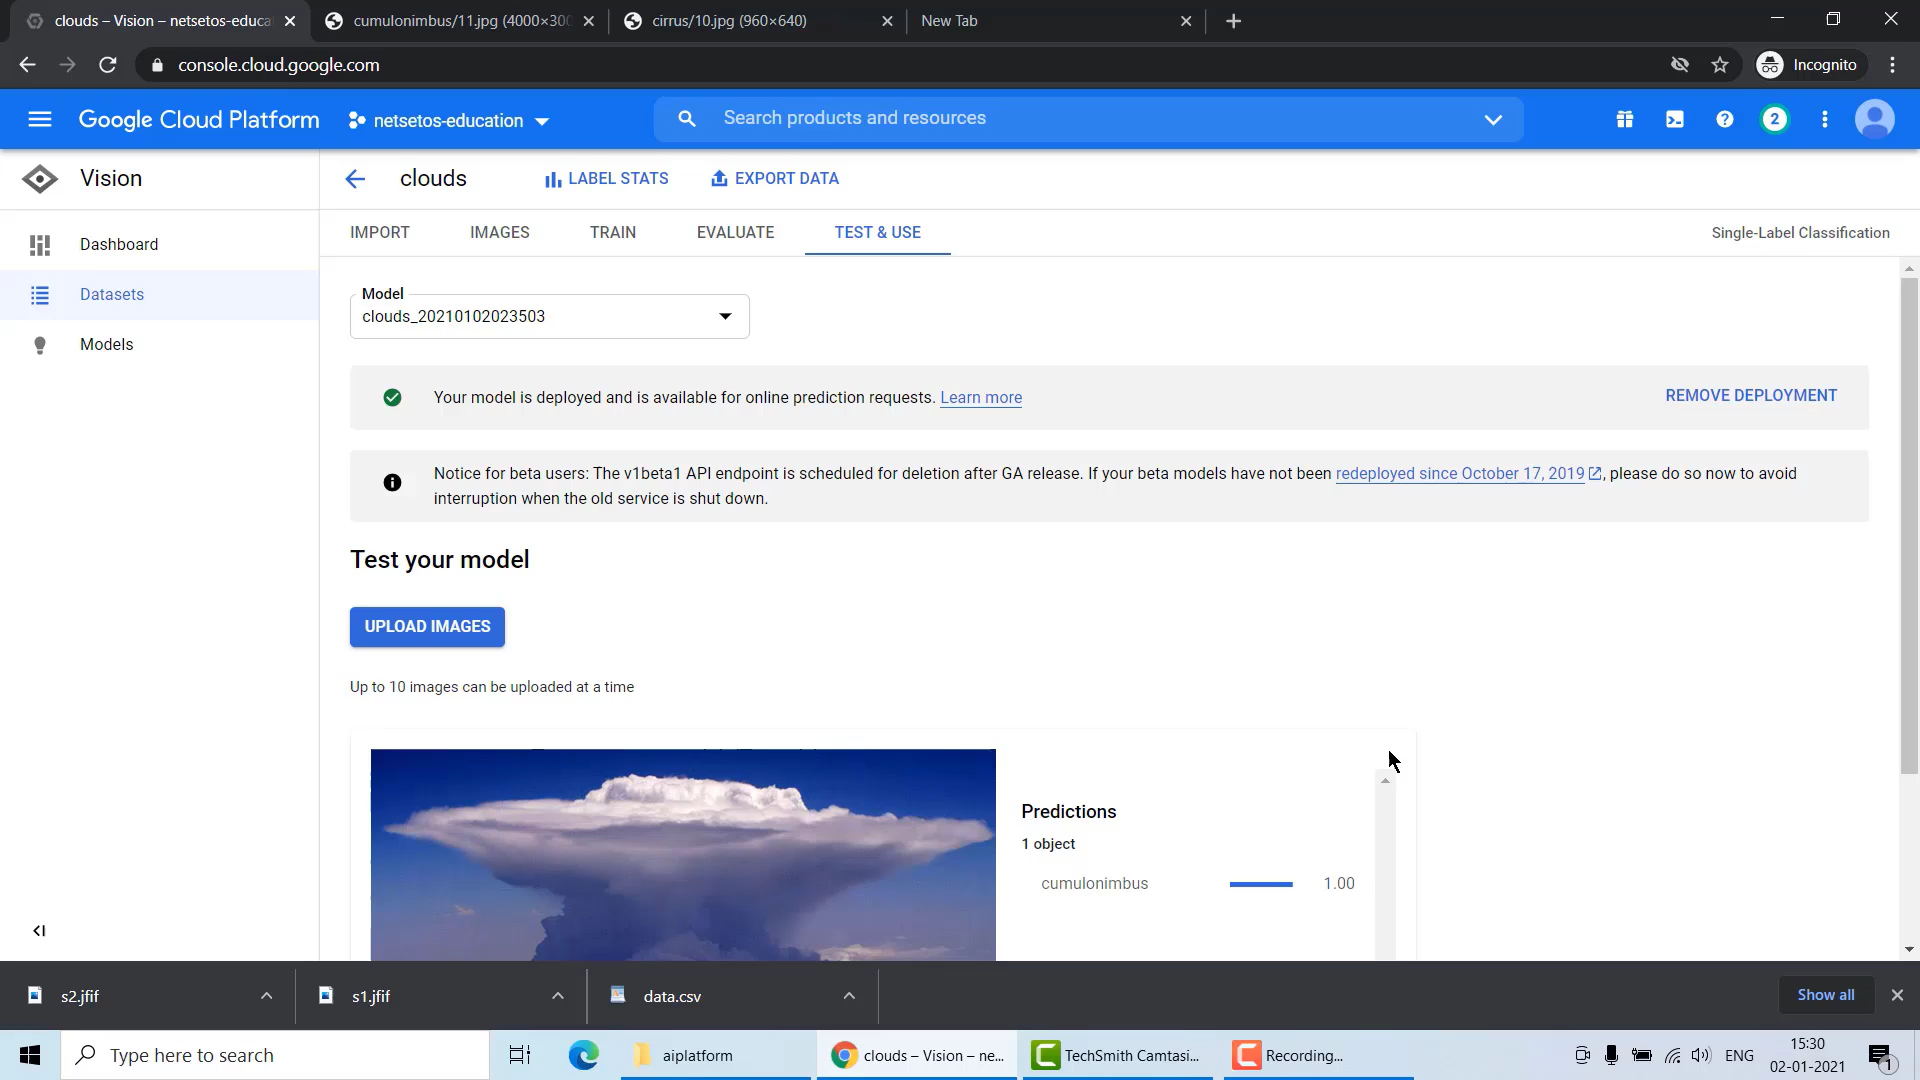 clouds – Vision – netsetos-educa
cumulonimbus/11.jpg (4000×300
cirrus/10.jpg (960×640)
New Tab
console.cloud.google.com
Incognito
Google Cloud Platform
netsetos-education
Search products and resources
2
Vision
clouds
LABEL STATS
EXPORT DATA
Dashboard
Datasets
Models
IMPORT
IMAGES
TRAIN
EVALUATE
TEST & USE
Single-Label Classification
Model
clouds_20210102023503
Your model is deployed and is available for online prediction requests. Learn more
REMOVE DEPLOYMENT
Notice for beta users: The v1beta1 API endpoint is scheduled for deletion after GA release. If your beta models have not been redeployed since October 17, 2019, please do so now to avoid
interruption when the old service is shut down.
Test your model
UPLOAD IMAGES
Up to 10 images can be uploaded at a time
Predictions
1 object
cumulonimbus 1.00
s2.jfif
s1.jfif
data.csv
Show all
Type here to search
aiplatform
clouds – Vision – ne...
TechSmith Camtasi...
Recording...
ENG
15:30
02-01-2021
1